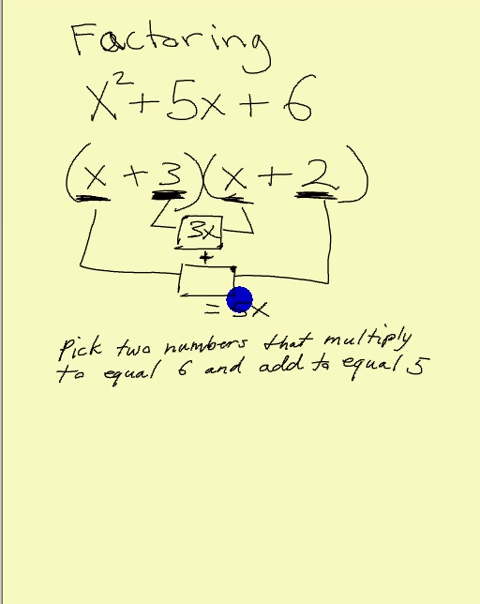 Factoring
x² + 5x + 6
(x + 3)(x + 2)
3x
+
= 5x
Pick two numbers that multiply
to equal 6 and add to equal 5